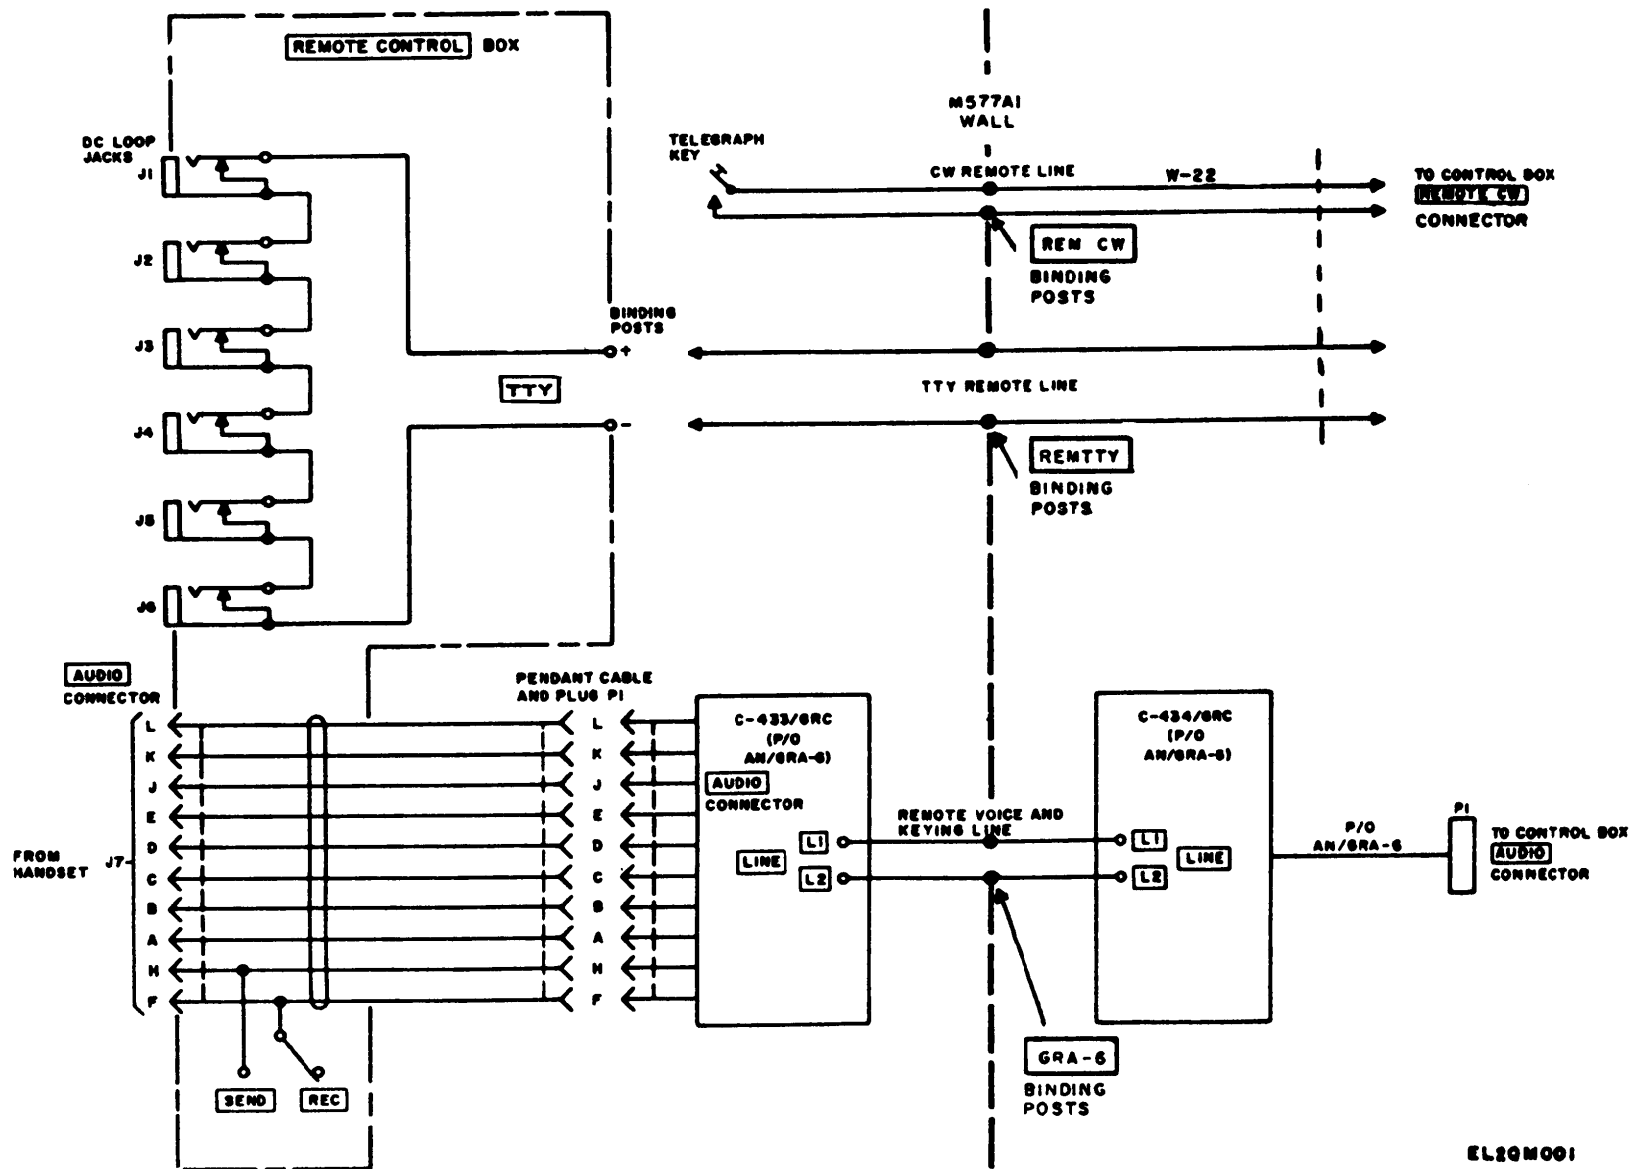 REMOTE CONTROL BOX
M577A1
WALL
DC LOOP
JACKS
J1
J2
J3
J4
J5
J6
TELEGRAPH
KEY
CW REMOTE LINE
W-22
TO CONTROL BOX
REMOTE CW
CONNECTOR
REM CW
BINDING
POSTS
BINDING
POSTS
+
TTY
-
TTY REMOTE LINE
REMTTY
BINDING
POSTS
AUDIO
CONNECTOR
PENDANT CABLE
AND PLUG P1
FROM
HANDSET
J7
L
K
J
E
D
C
B
A
H
F
L
K
J
E
D
C
B
A
H
F
C-433/GRC
(P/O
AN/GRA-6)
AUDIO
CONNECTOR
LINE
L1
L2
REMOTE VOICE AND
KEYING LINE
C-434/GRC
(P/O
AN/GRA-6)
L1
LINE
L2
P/O
AN/GRA-6
P1
TO CONTROL BOX
AUDIO
CONNECTOR
SEND
REC
GRA-6
BINDING
POSTS
EL2QM001